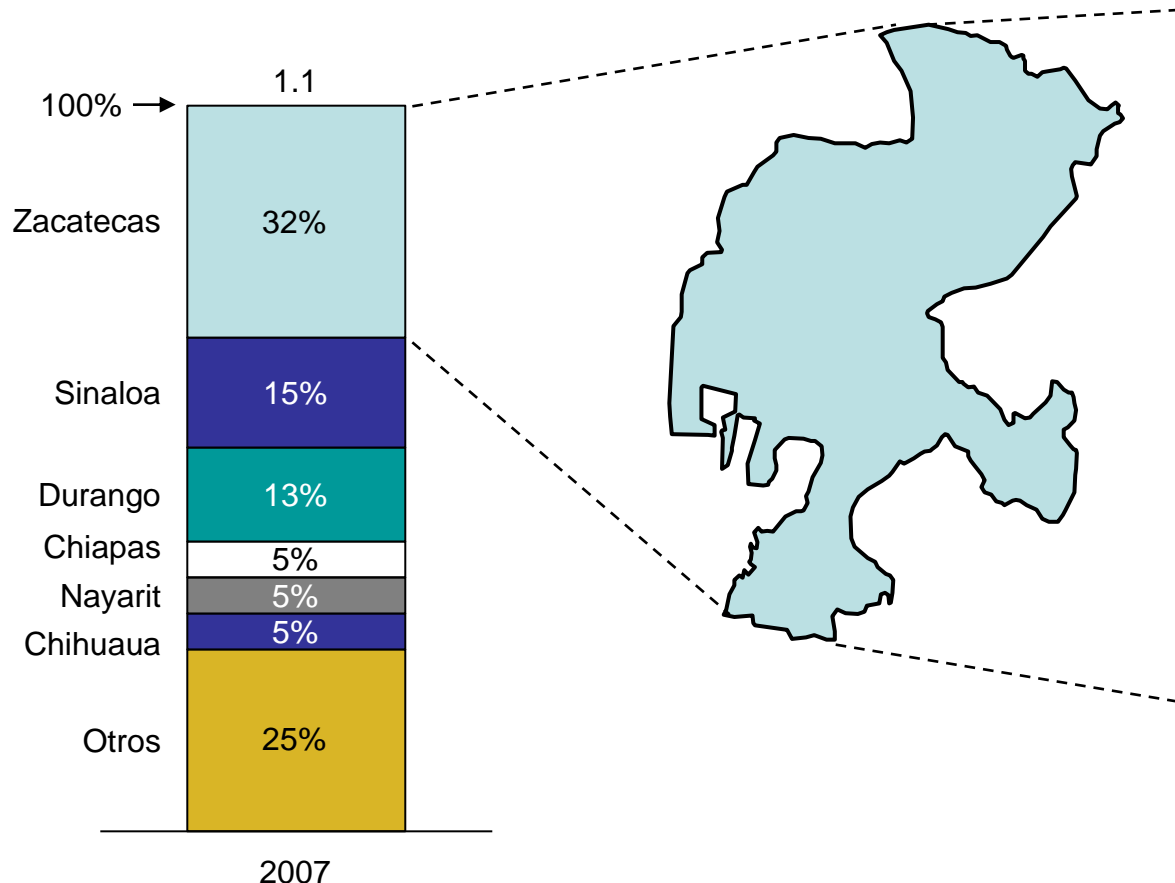 1.1
100%
Zacatecas 32%
Sinaloa 15%
Durango 13%
Chiapas 5%
Nayarit 5%
Chihuaua 5%
Otros 25%
2007